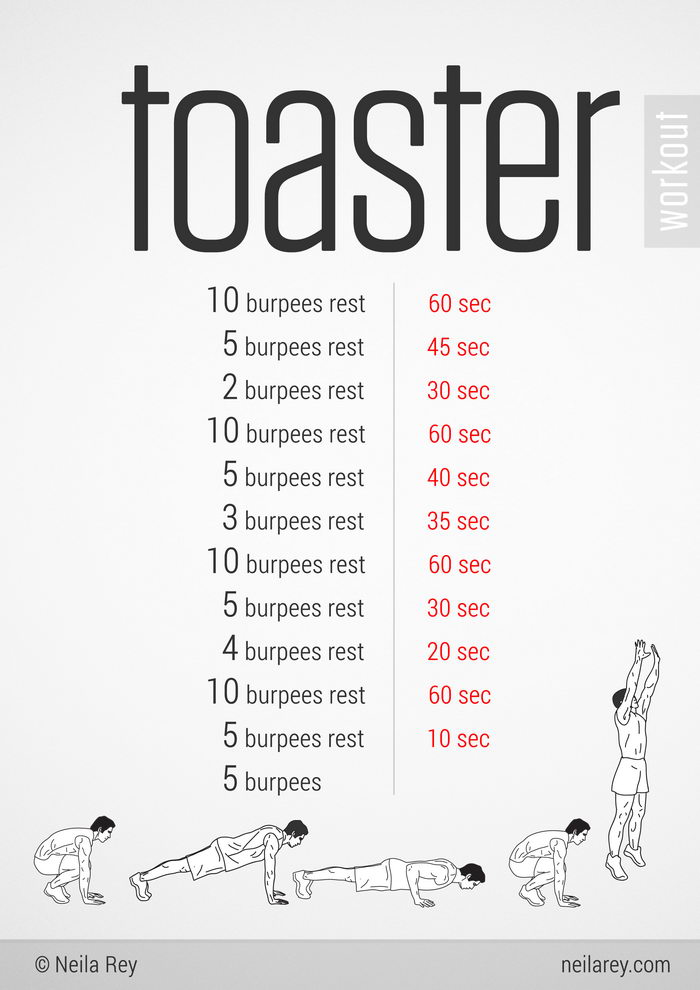 toaster
workout
10 burpees rest 60 sec
5 burpees rest 45 sec
2 burpees rest 30 sec
10 burpees rest 60 sec
5 burpees rest 40 sec
3 burpees rest 35 sec
10 burpees rest 60 sec
5 burpees rest 30 sec
4 burpees rest 20 sec
10 burpees rest 60 sec
5 burpees rest 10 sec
5 burpees
© Neila Rey neilarey.com